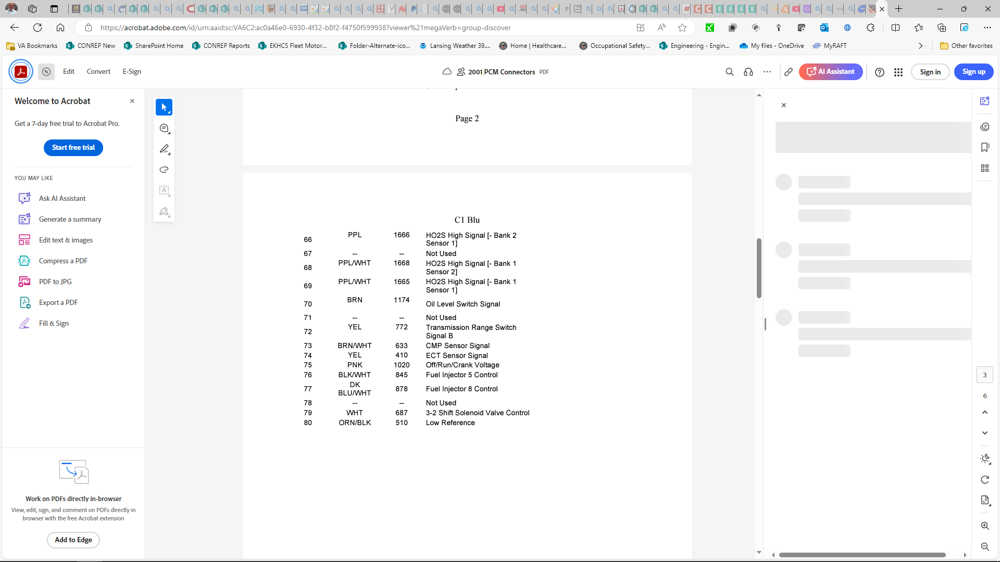 https://acrobat.adobe.com/id/urn:aaid:sc:VA6C2:ac0a46e0-6930-4f32-b8f2-f4750f599938?viewer%21megaVerb=group-discover
VA Bookmarks
CONREP New
SharePoint Home
CONREP Reports
EKHCS Fleet Motor...
Folder-Alternate-ico...
Lansing Weather 39....
Home | Healthcare...
Occupational Safety...
Engineering - Engin...
My files - OneDrive
MyRAFT
Other favorites
Edit
Convert
E-Sign
2001 PCM Connectors PDF
AI Assistant
Sign in
Sign up
Welcome to Acrobat
Get a 7-day free trial to Acrobat Pro.
Start free trial
YOU MAY LIKE
Ask AI Assistant
Generate a summary
Edit text & images
Compress a PDF
PDF to JPG
Export a PDF
Fill & Sign
Work on PDFs directly in-browser
View, edit, sign, and comment on PDFs directly in
browser with the free Acrobat extension
Add to Edge
Page 2
C1 Blu
66 PPL 1666 HO2S High Signal [- Bank 2
Sensor 1]
67 -- -- Not Used
68 PPL/WHT 1668 HO2S High Signal [- Bank 1
Sensor 2]
69 PPL/WHT 1665 HO2S High Signal [- Bank 1
Sensor 1]
70 BRN 1174 Oil Level Switch Signal
71 -- -- Not Used
72 YEL 772 Transmission Range Switch
Signal B
73 BRN/WHT 633 CMP Sensor Signal
74 YEL 410 ECT Sensor Signal
75 PNK 1020 Off/Run/Crank Voltage
76 BLK/WHT 845 Fuel Injector 5 Control
77 DK
BLU/WHT 878 Fuel Injector 8 Control
78 -- -- Not Used
79 WHT 687 3-2 Shift Solenoid Valve Control
80 ORN/BLK 510 Low Reference
3
6